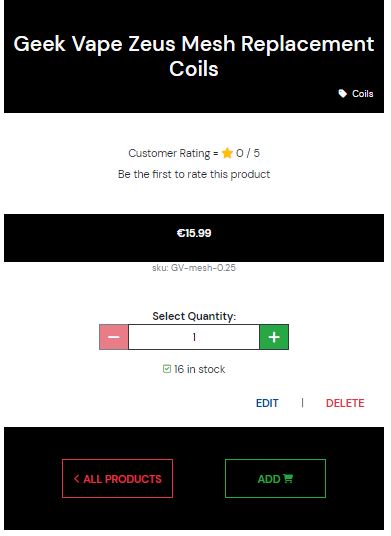 Geek Vape Zeus Mesh Replacement
Coils
Coils
Customer Rating = ⭐ 0 / 5
Be the first to rate this product
€15.99
sku: GV-mesh-0.25
Select Quantity:
− 1 +
16 in stock
EDIT | DELETE
< ALL PRODUCTS ADD